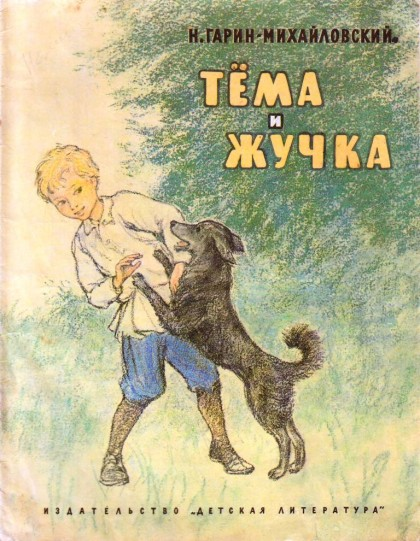 Н. ГАРИН-МИХАЙЛОВСКИЙ.
ТЁМА
И
ЖУЧКА
ИЗДАТЕЛЬСТВО „ДЕТСКАЯ ЛИТЕРАТУРА"